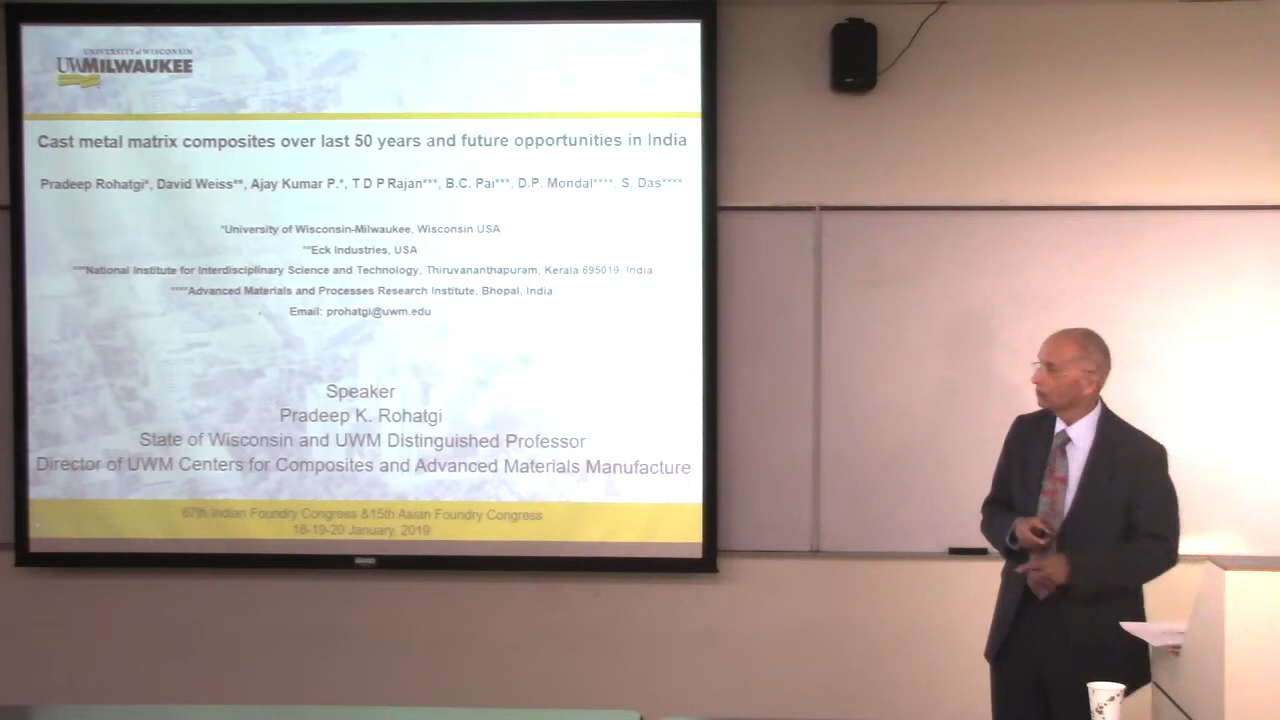 UNIVERSITY of WISCONSIN
UWMILWAUKEE
Cast metal matrix composites over last 50 years and future opportunities in India
Pradeep Rohatgi*, David Weiss**, Ajay Kumar P.*, T D P Rajan***, B.C. Pai***, D.P. Mondal****, S. Das****
*University of Wisconsin-Milwaukee, Wisconsin USA
**Eck Industries, USA
***National Institute for Interdisciplinary Science and Technology, Thiruvananthapuram, Kerala 695019 India
****Advanced Materials and Processes Research Institute, Bhopal, India
Email: prohatgi@uwm.edu
Speaker
Pradeep K. Rohatgi
State of Wisconsin and UWM Distinguished Professor
Director of UWM Centers for Composites and Advanced Materials Manufacture
67th Indian Foundry Congress &15th Asian Foundry Congress
18-19-20 January, 2019